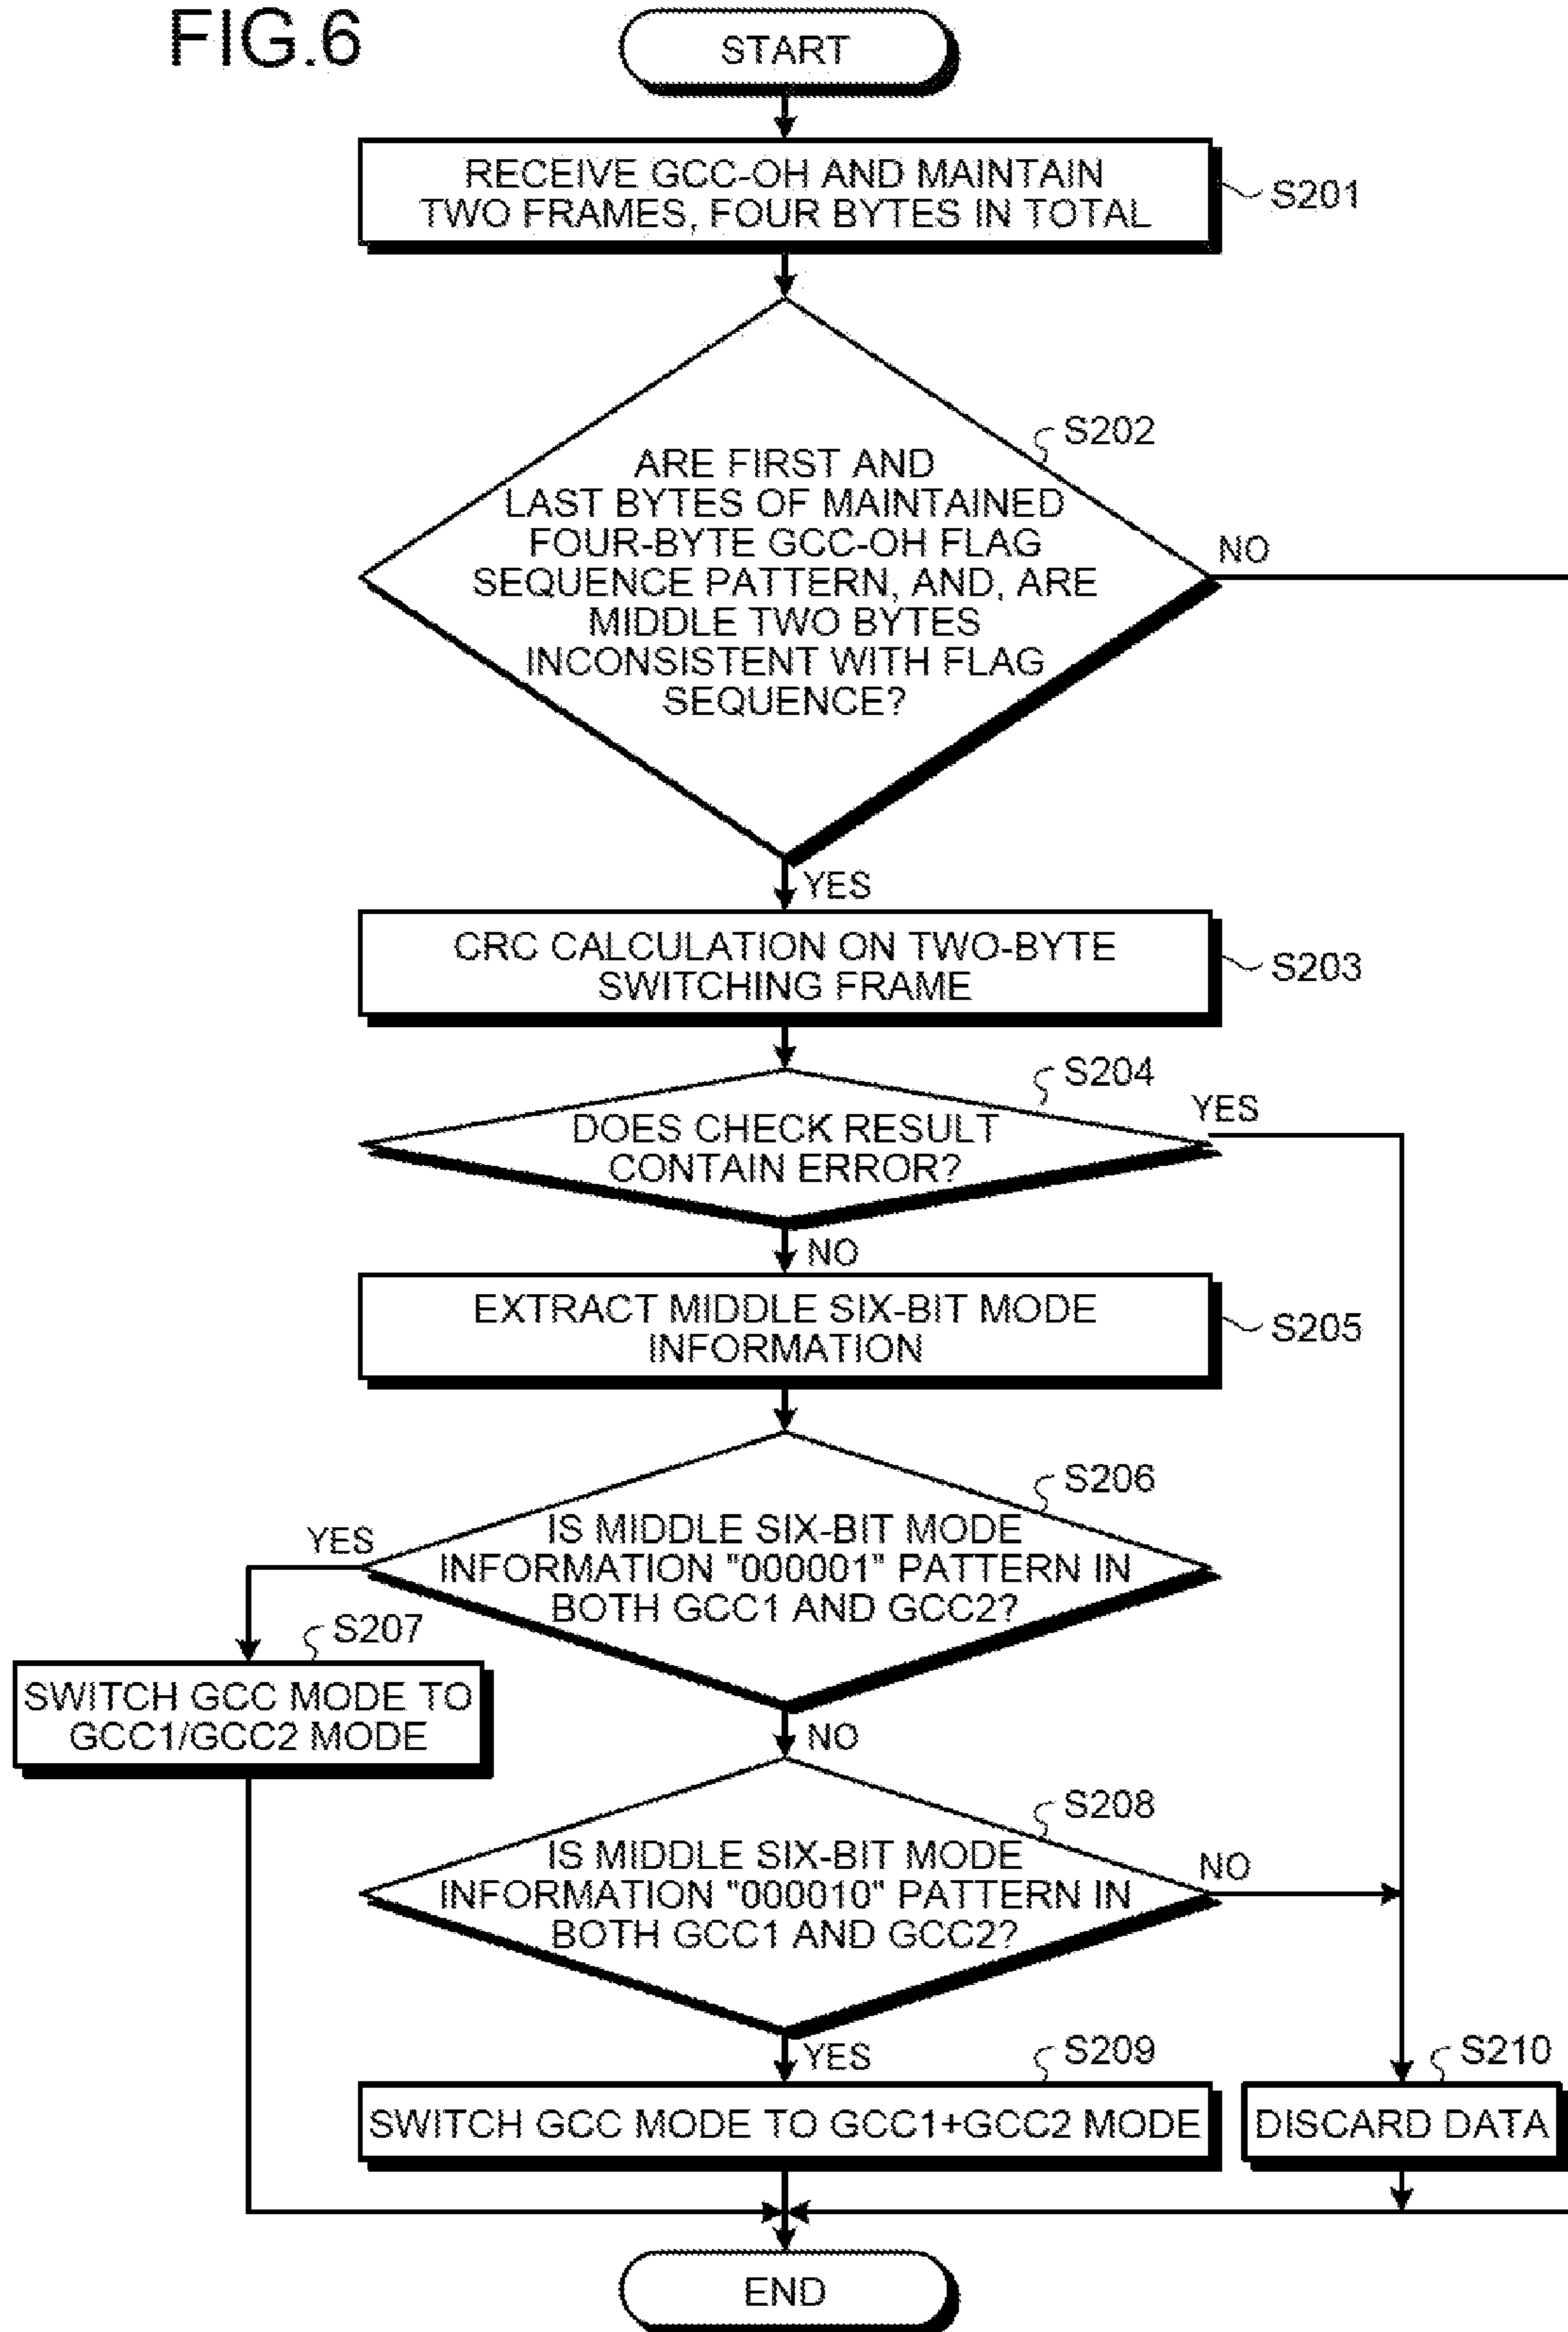 FIG.6
START
RECEIVE GCC-OH AND MAINTAIN
TWO FRAMES, FOUR BYTES IN TOTAL
S201
S202
ARE FIRST AND
LAST BYTES OF MAINTAINED
FOUR-BYTE GCC-OH FLAG
SEQUENCE PATTERN, AND, ARE
MIDDLE TWO BYTES
INCONSISTENT WITH FLAG
SEQUENCE?
NO
YES
CRC CALCULATION ON TWO-BYTE
SWITCHING FRAME
S203
S204
DOES CHECK RESULT
CONTAIN ERROR?
YES
NO
EXTRACT MIDDLE SIX-BIT MODE
INFORMATION
S205
S206
IS MIDDLE SIX-BIT MODE
INFORMATION "000001" PATTERN IN
BOTH GCC1 AND GCC2?
YES
S207
SWITCH GCC MODE TO
GCC1/GCC2 MODE
NO
S208
IS MIDDLE SIX-BIT MODE
INFORMATION "000010" PATTERN IN
BOTH GCC1 AND GCC2?
NO
YES
S209
SWITCH GCC MODE TO GCC1+GCC2 MODE
S210
DISCARD DATA
END